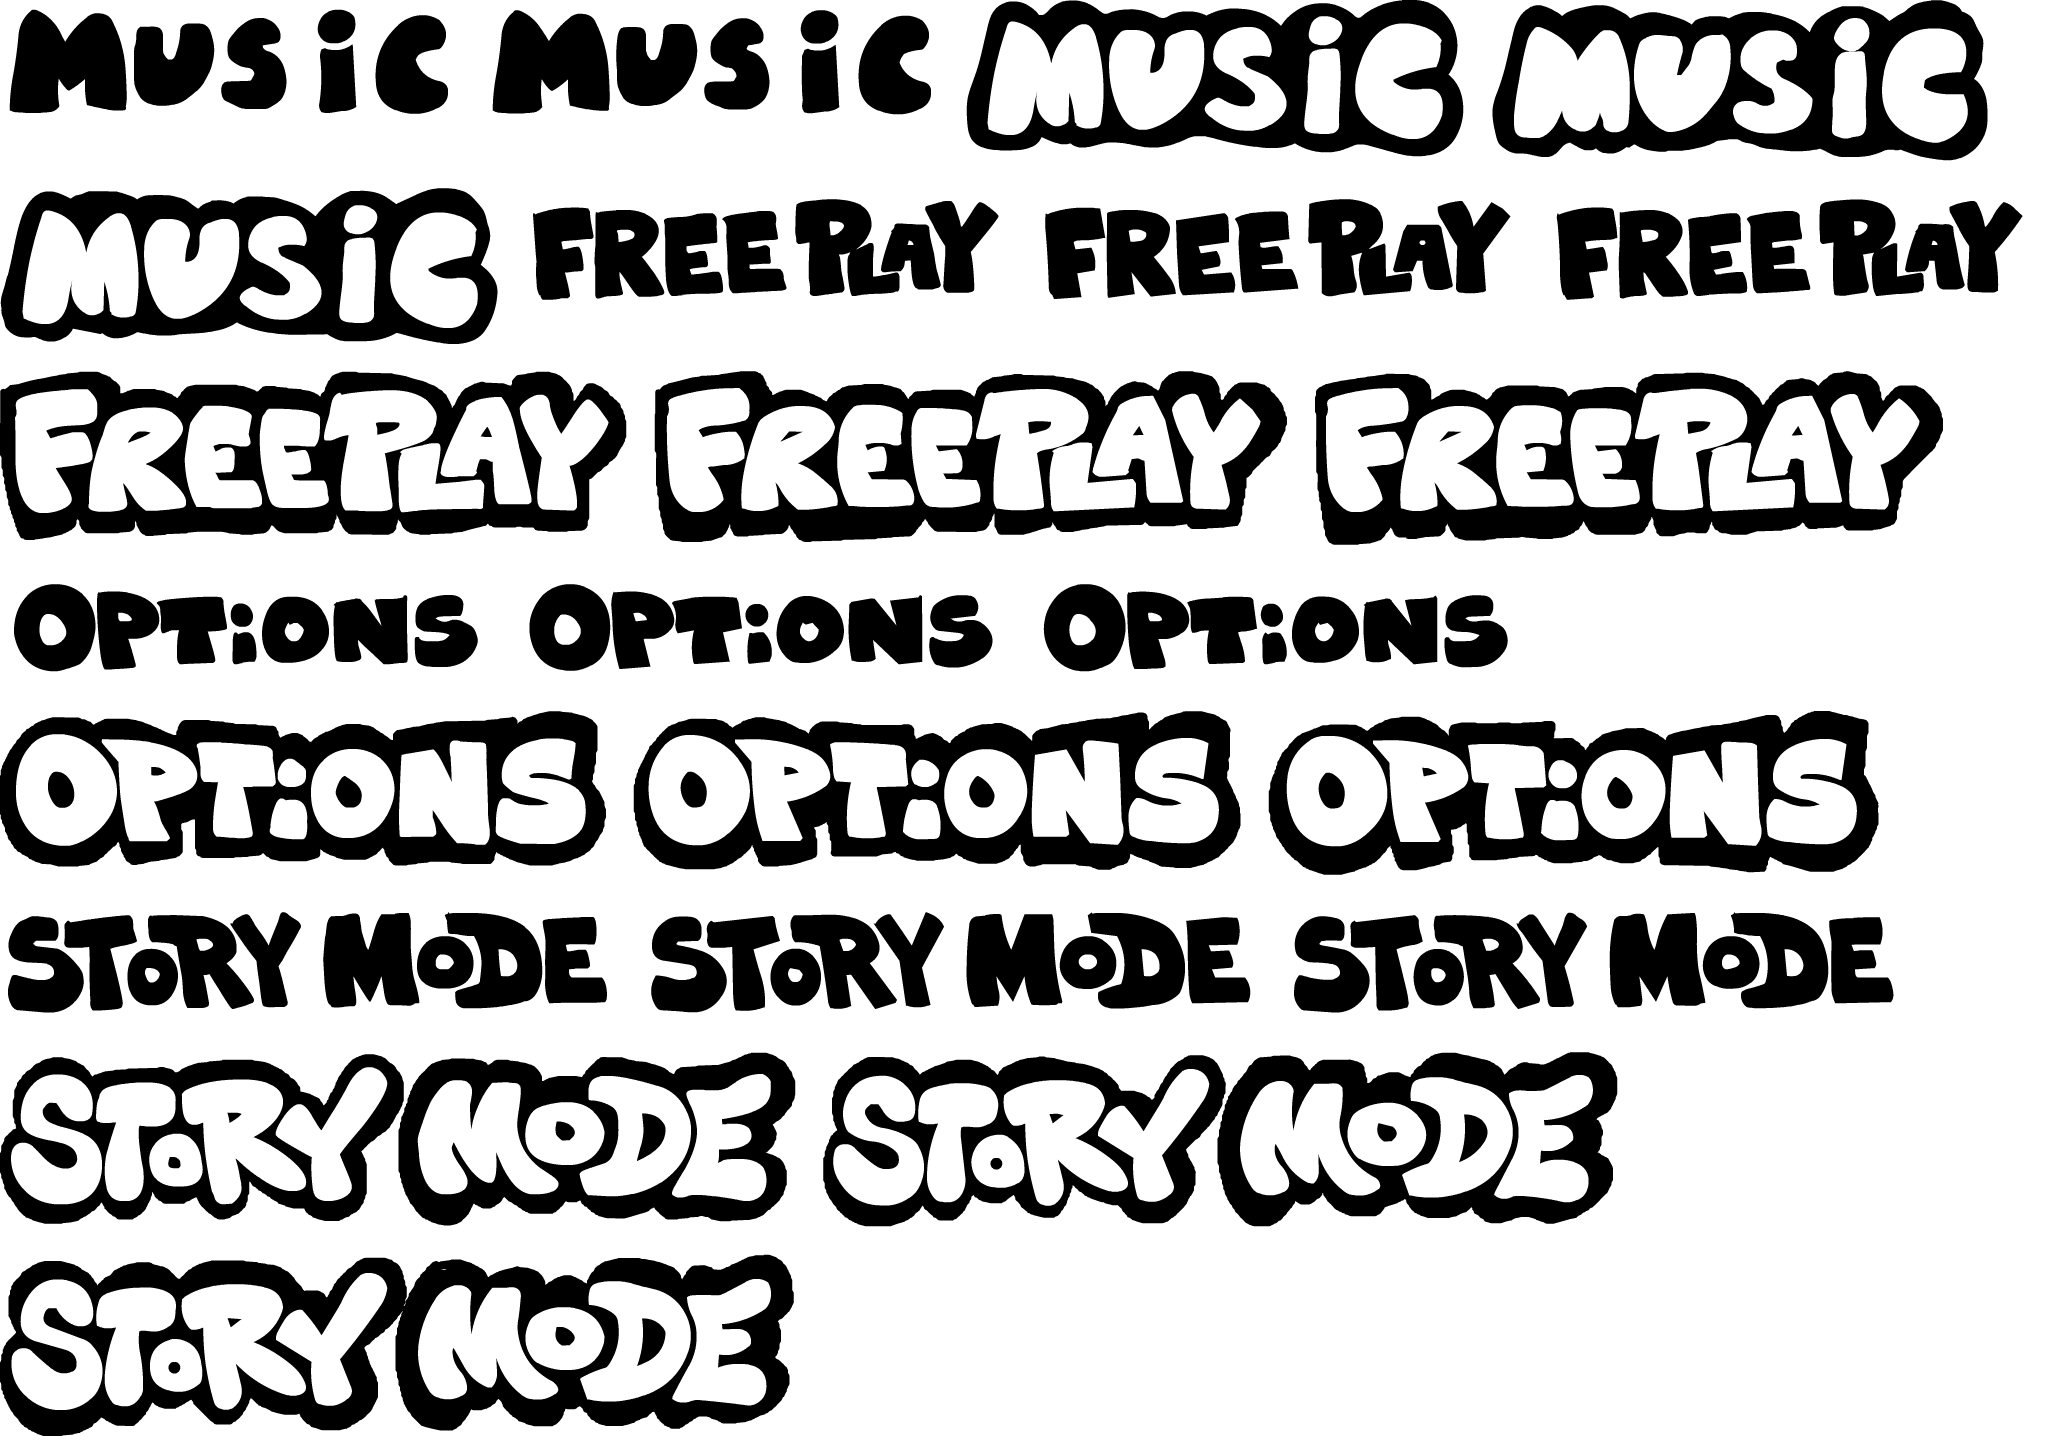 MUSiC MUSiC MUSiC MUSiC
MUSiC FREEPLAY FREEPLAY FREEPLAY
FREEPLAY FREEPLAY FREEPLAY
OPTiONS OPTiONS OPTiONS
OPTiONS OPTiONS OPTiONS
STORY MODE STORY MODE STORY MODE
STORY MODE STORY MODE
STORY MODE